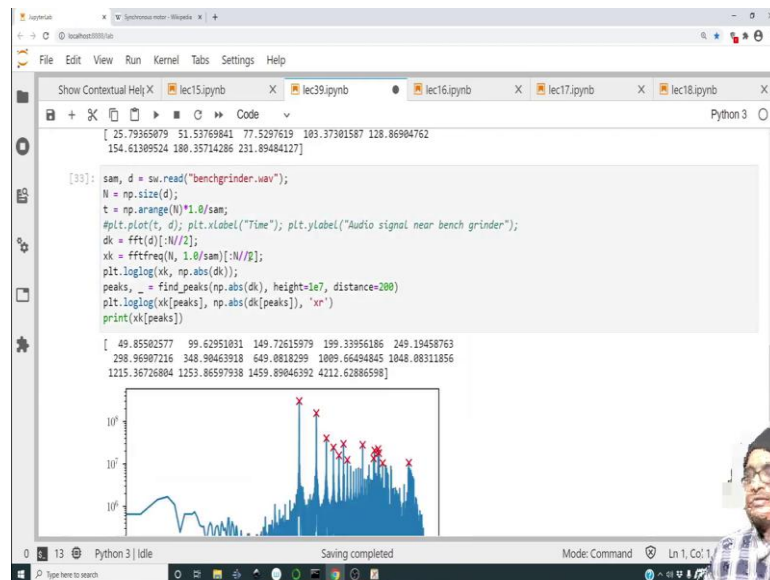 JupyterLab
Synchronous motor - Wikipedia
localhost:8888/lab
File Edit View Run Kernel Tabs Settings Help
Show Contextual Help lec15.ipynb lec39.ipynb lec16.ipynb lec17.ipynb lec18.ipynb
Code Python 3
[ 25.79365079 51.53769841 77.5297619 103.37301587 128.86904762
154.61309524 180.35714286 231.89484127]
[33]: sam, d = sw.read("benchgrinder.wav");
N = np.size(d);
t = np.arange(N)*1.0/sam;
#plt.plot(t, d); plt.xlabel("Time"); plt.ylabel("Audio signal near bench grinder");
dk = fft(d)[:N//2];
xk = fftfreq(N, 1.0/sam)[:N//2];
plt.loglog(xk, np.abs(dk));
peaks, _ = find_peaks(np.abs(dk), height=1e7, distance=200)
plt.loglog(xk[peaks], np.abs(dk[peaks]), 'xr')
print(xk[peaks])
[ 49.85502577 99.62951031 149.72615979 199.33956186 249.19458763
298.96907216 348.90463918 649.0818299 1009.66494845 1048.08311856
1215.36726804 1253.86597938 1459.89046392 4212.62886598]
10⁸
10⁷
10⁶
0 13 Python 3 | Idle Saving completed Mode: Command Ln 1, Col 1
Type here to search